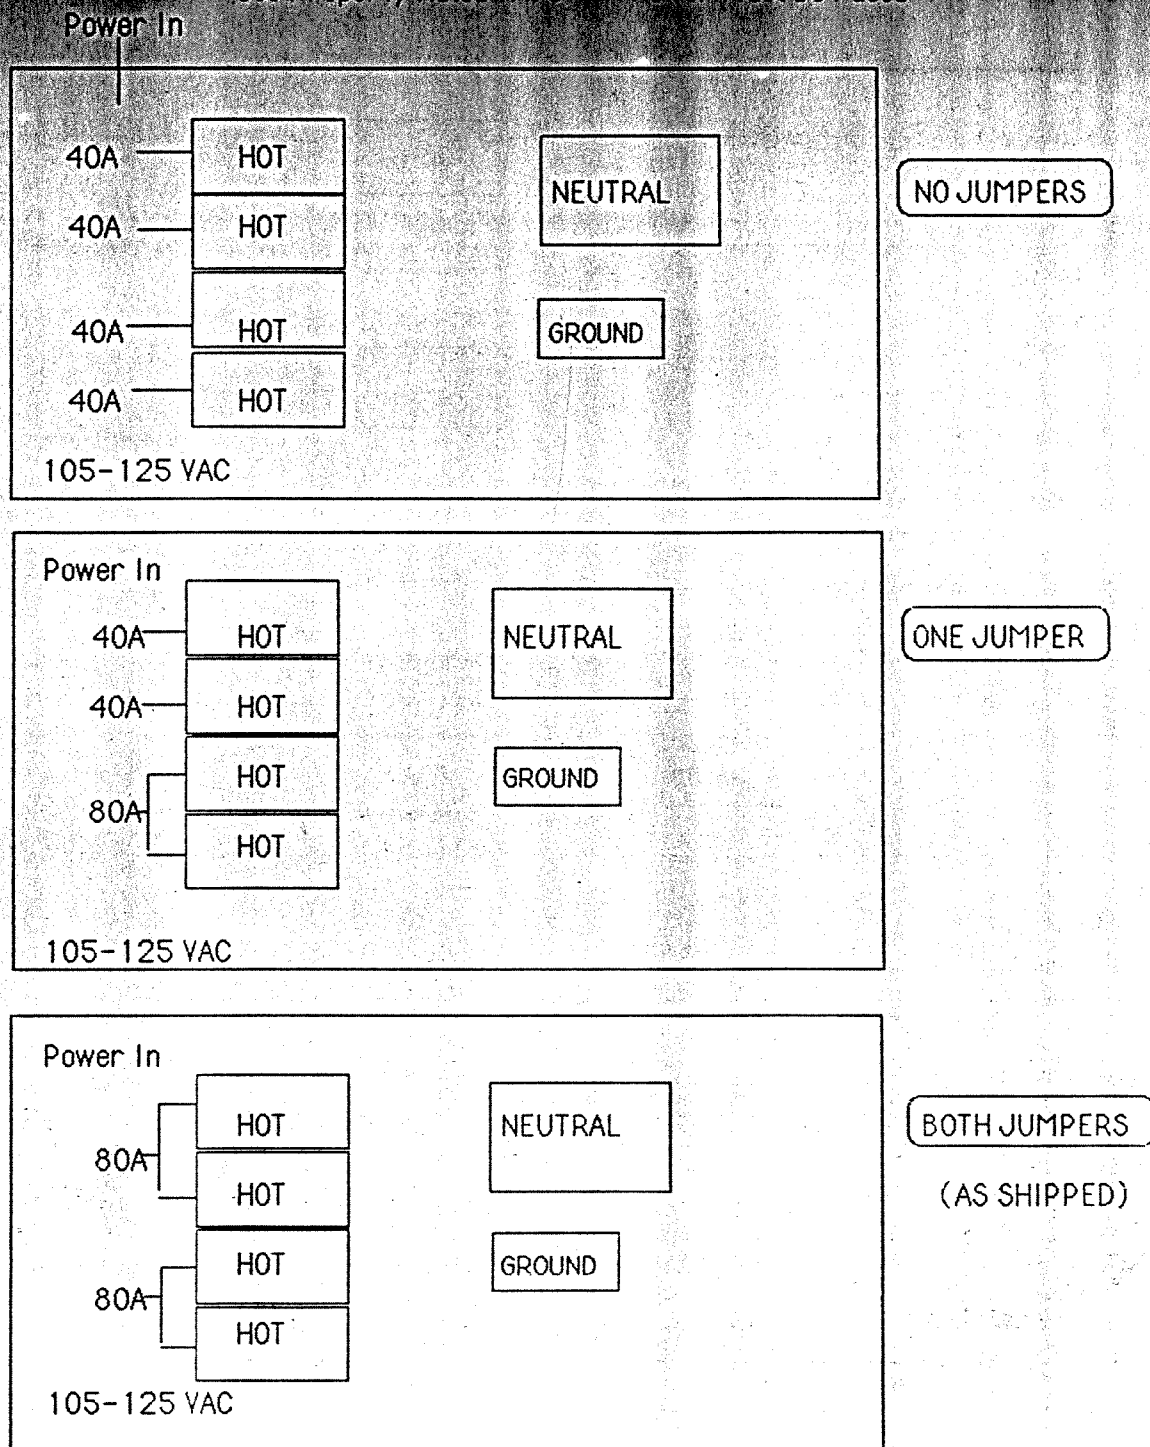 Power In
40A HOT
NEUTRAL
NO JUMPERS
40A HOT
40A HOT
GROUND
40A HOT
105-125 VAC
Power In
40A HOT
NEUTRAL
ONE JUMPER
40A HOT
HOT
GROUND
80A
HOT
105-125 VAC
Power In
HOT
NEUTRAL
BOTH JUMPERS
80A
HOT
(AS SHIPPED)
HOT
GROUND
80A
HOT
105-125 VAC